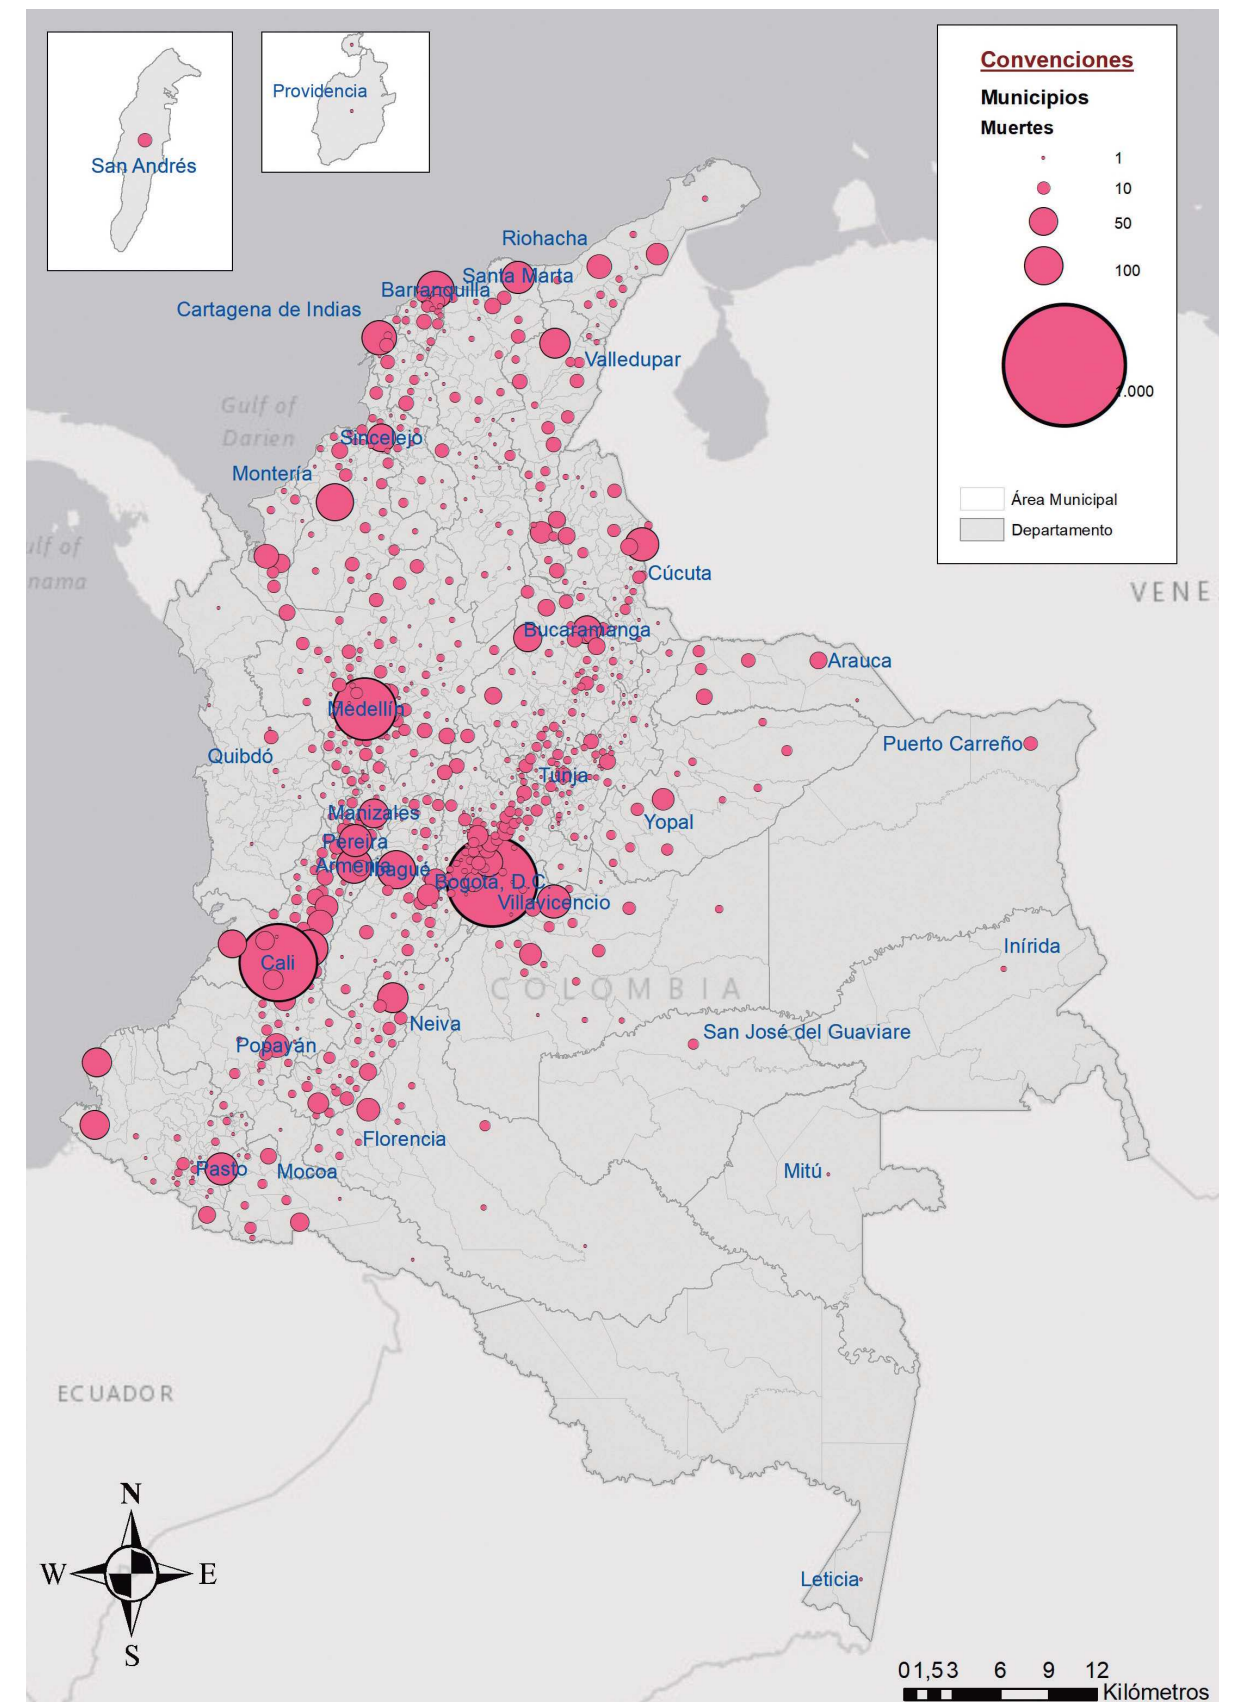 Providencia
San Andrés
Convenciones
Municipios
Muertes
1
10
50
100
1.000
Área Municipal
Departamento
Riohacha
Santa Marta
Barranquilla
Cartagena de Indias
Valledupar
Gulf of
Darien
Sincelejo
Montería
Gulf of
nama
Cúcuta
VENE
Bucaramanga
Arauca
Medellín
Quibdó
Puerto Carreño
Tunja
Manizales
Yopal
Pereira
Armenia
Ibagué
Bogotá, D.C.
Villavicencio
Inírida
Cali
COLOMBIA
Neiva
San José del Guaviare
Popayán
Florencia
Pasto
Mocoa
Mitú
ECUADOR
N
W
E
S
Leticia
0 1,5 3 6 9 12
Kilómetros